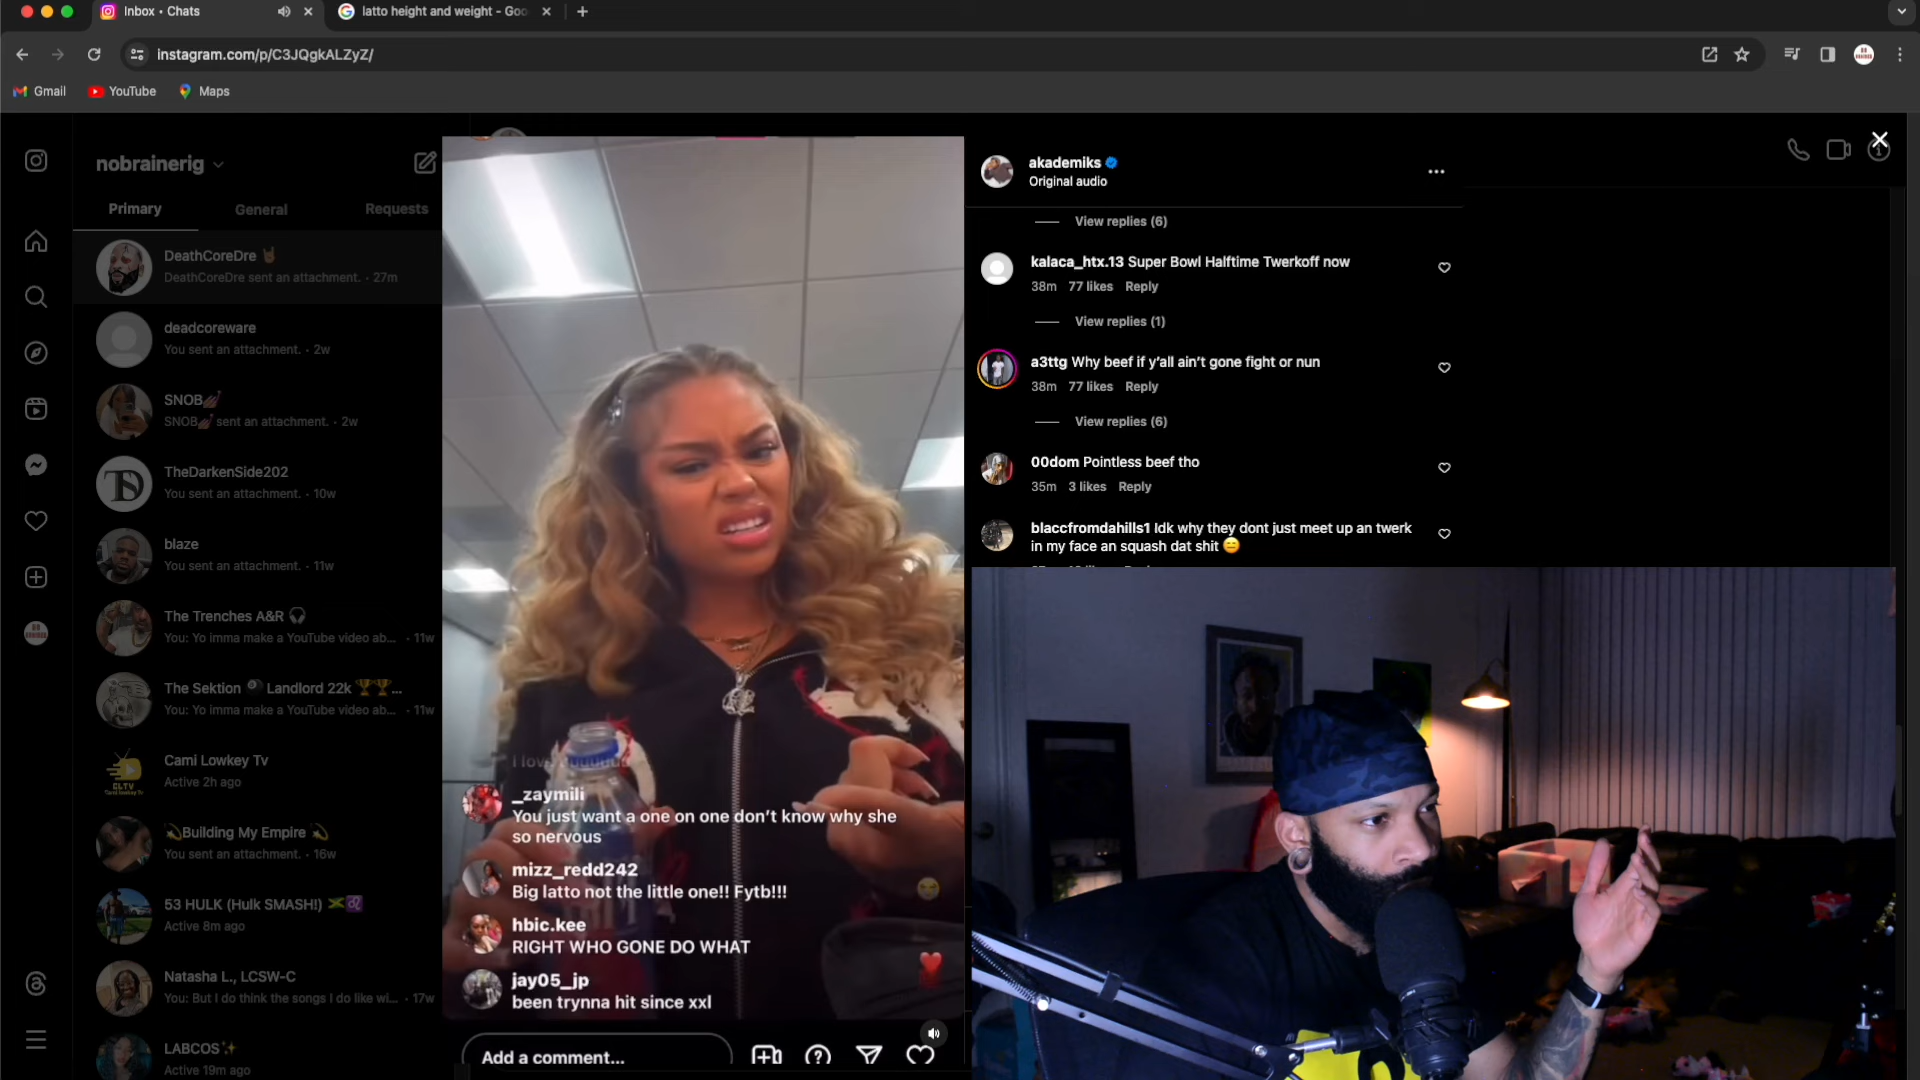 Inbox • Chats
latto height and weight - Goo
instagram.com/p/C3JQgkALZyZ/
Gmail
YouTube
Maps
nobrainerig
Primary
General
Requests
DeathCoreDre 🤘🏾
DeathCoreDre sent an attachment. · 27m
deadcoreware
You sent an attachment. · 2w
SNOB💅🏾
SNOB💅🏾 sent an attachment. · 2w
TheDarkenSide202
You sent an attachment. · 10w
blaze
You sent an attachment. · 11w
The Trenches A&R 🎧
You: Yo imma make a YouTube video ab... · 11w
The Sektion 🎱 Landlord 22k 🏆🏆...
You: Yo imma make a YouTube video ab... · 11w
Cami Lowkey Tv
Active 2h ago
💫Building My Empire 💫
You sent an attachment. · 16w
53 HULK (Hulk SMASH!) 🇯🇲♌
Active 8m ago
Natasha L., LCSW-C
You: But I do think the songs I do like wi... · 17w
LABCOS✨
Active 19m ago
_zaymili
You just want a one on one don't know why she
so nervous
mizz_redd242
Big latto not the little one!! Fytb!!!
hbic.kee
RIGHT WHO GONE DO WHAT
jay05_jp
been trynna hit since xxl
Add a comment...
akademiks
Original audio
View replies (6)
kalaca_htx.13 Super Bowl Halftime Twerkoff now
38m 77 likes Reply
View replies (1)
a3ttg Why beef if y'all ain't gone fight or nun
38m 77 likes Reply
View replies (6)
00dom Pointless beef tho
35m 3 likes Reply
blaccfromdahills1 Idk why they dont just meet up an twerk
in my face an squash dat shit 😑